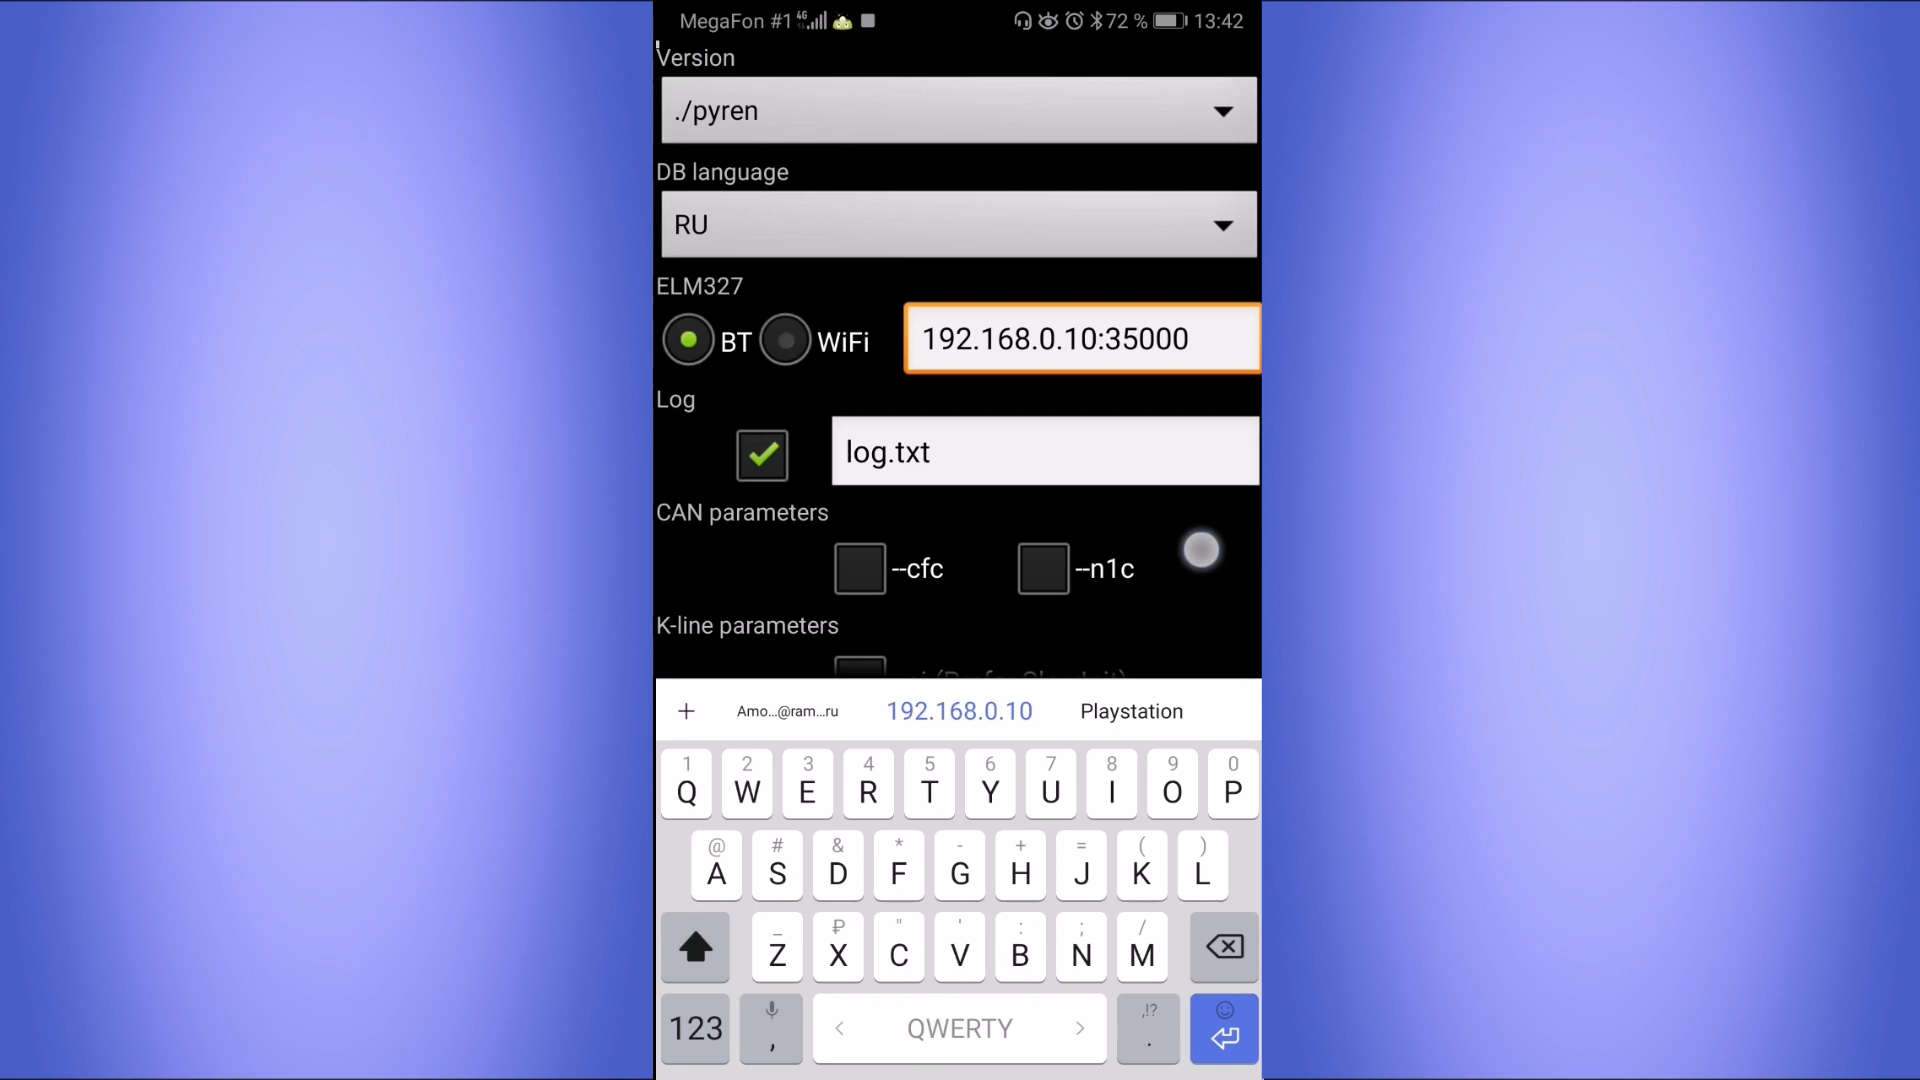 MegaFon #1 4G 72 % 13:42
Version
./pyren
DB language
RU
ELM327
BT WiFi 192.168.0.10:35000
Log
log.txt
CAN parameters
--cfc --n1c
K-line parameters
+ Amo...@ram...ru 192.168.0.10 Playstation
1 2 3 4 5 6 7 8 9 0
Q W E R T Y U I O P
@ # & * - + = ( )
A S D F G H J K L
_ ₽ " ' : ; /
Z X C V B N M
,!?
123 , < QWERTY > .